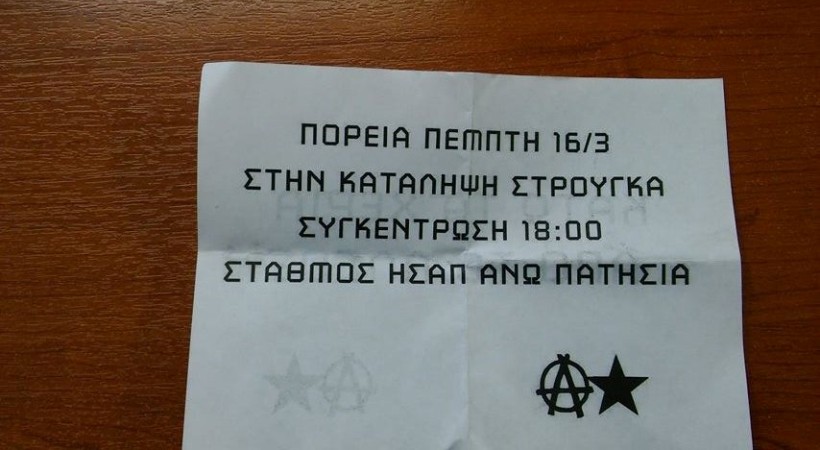 ΠΟΡΕΙΑ ΠΕΜΠΤΗ 16/3
ΣΤΗΝ ΚΑΤΑΛΗΨΗ ΣΤΡΟΥΓΚΑ
ΣΥΓΚΕΝΤΡΩΣΗ 18:00
ΣΤΑΘΜΟΣ ΗΣΑΠ ΑΝΩ ΠΑΤΗΣΙΑ